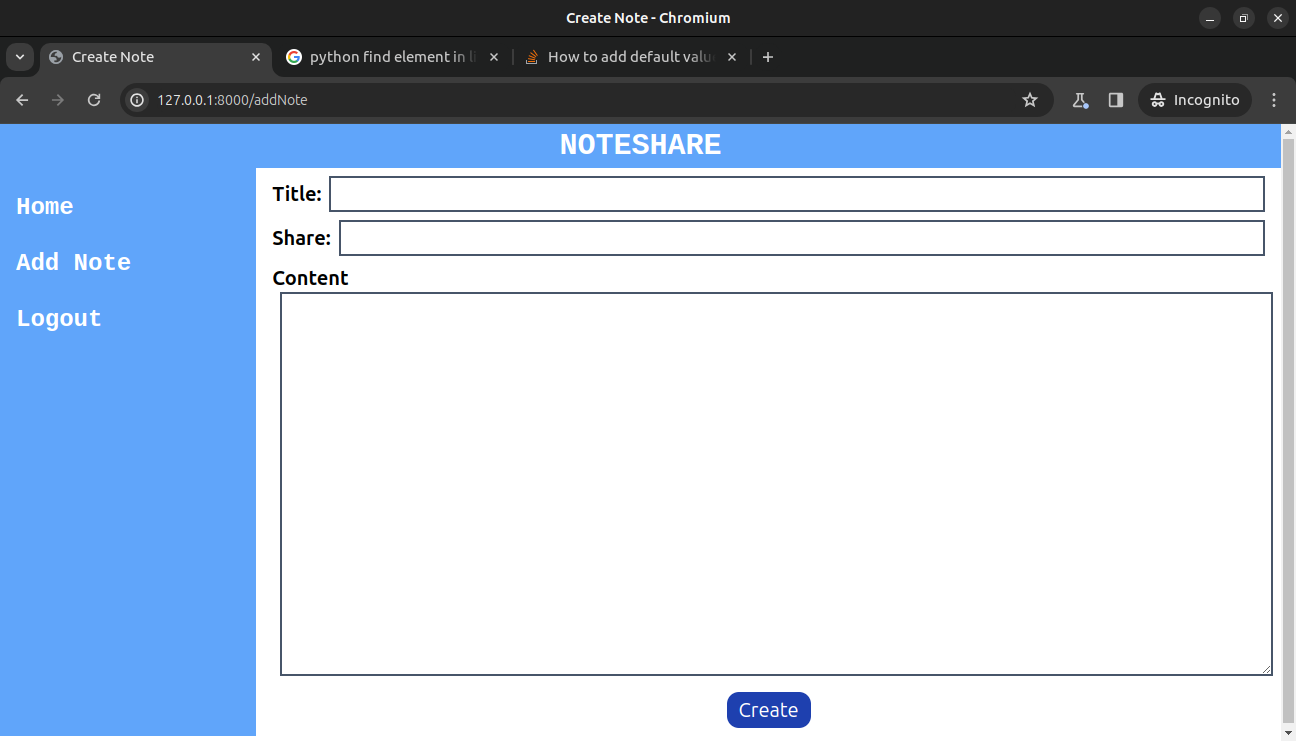 Create Note - Chromium
Create Note
python find element in li
How to add default valu
127.0.0.1:8000/addNote
Incognito
NOTESHARE
Home
Add Note
Logout
Title:
Share:
Content
Create